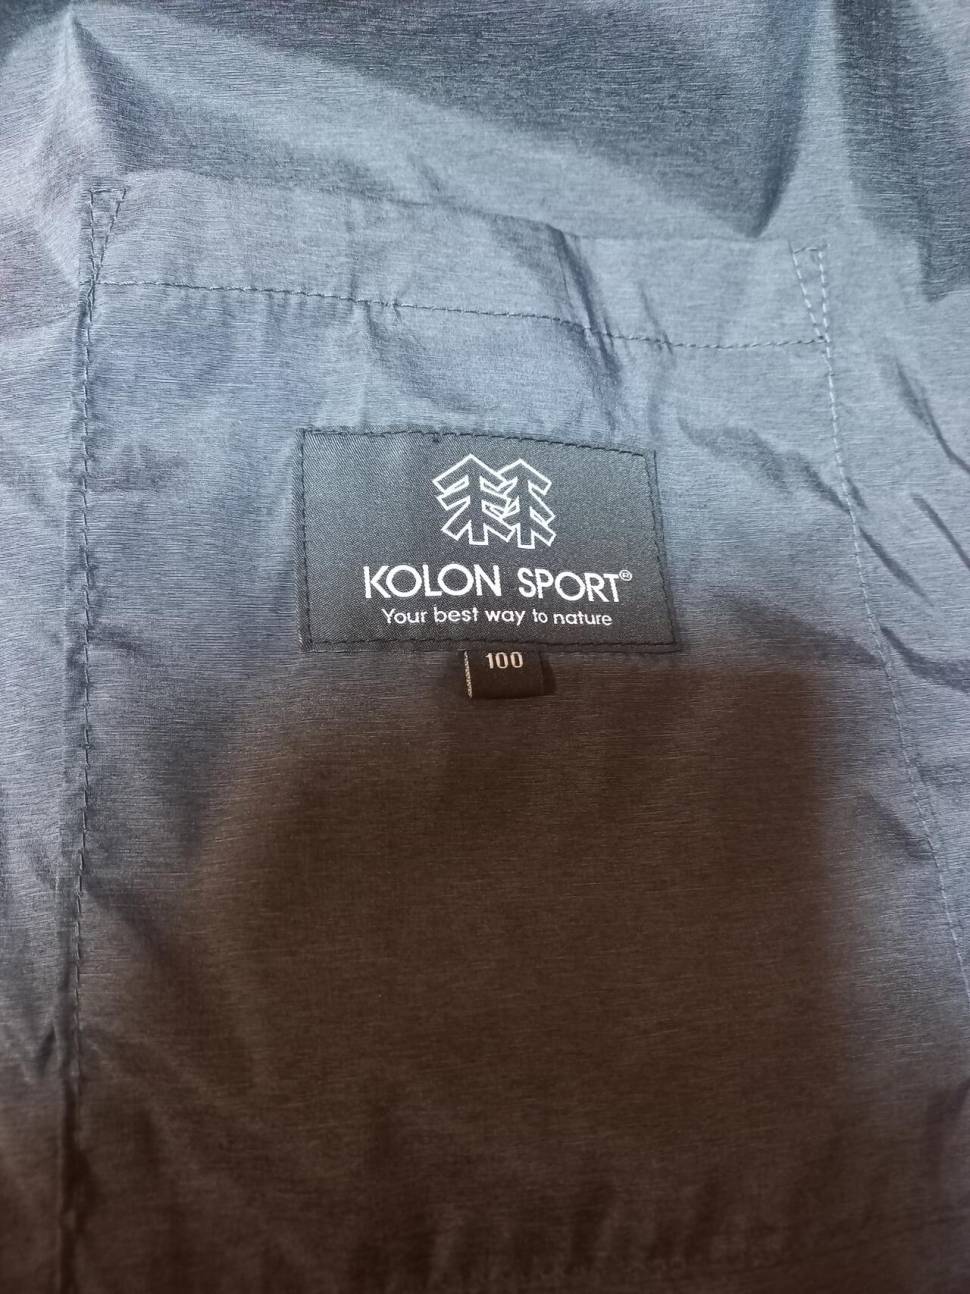 KOLON SPORT®
Your best way to nature
100